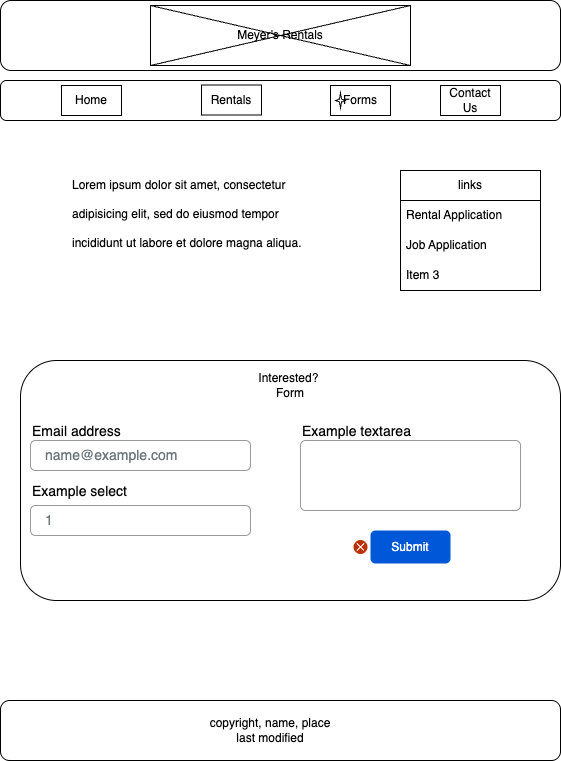 Meyer's Rentals
Home
Rentals
Forms
Contact
Us
Lorem ipsum dolor sit amet, consectetur
adipisicing elit, sed do eiusmod tempor
incididunt ut labore et dolore magna aliqua.
links
Rental Application
Job Application
Item 3
Interested?
Form
Email address
name@example.com
Example select
1
Example textarea
Submit
copyright, name, place
last modified